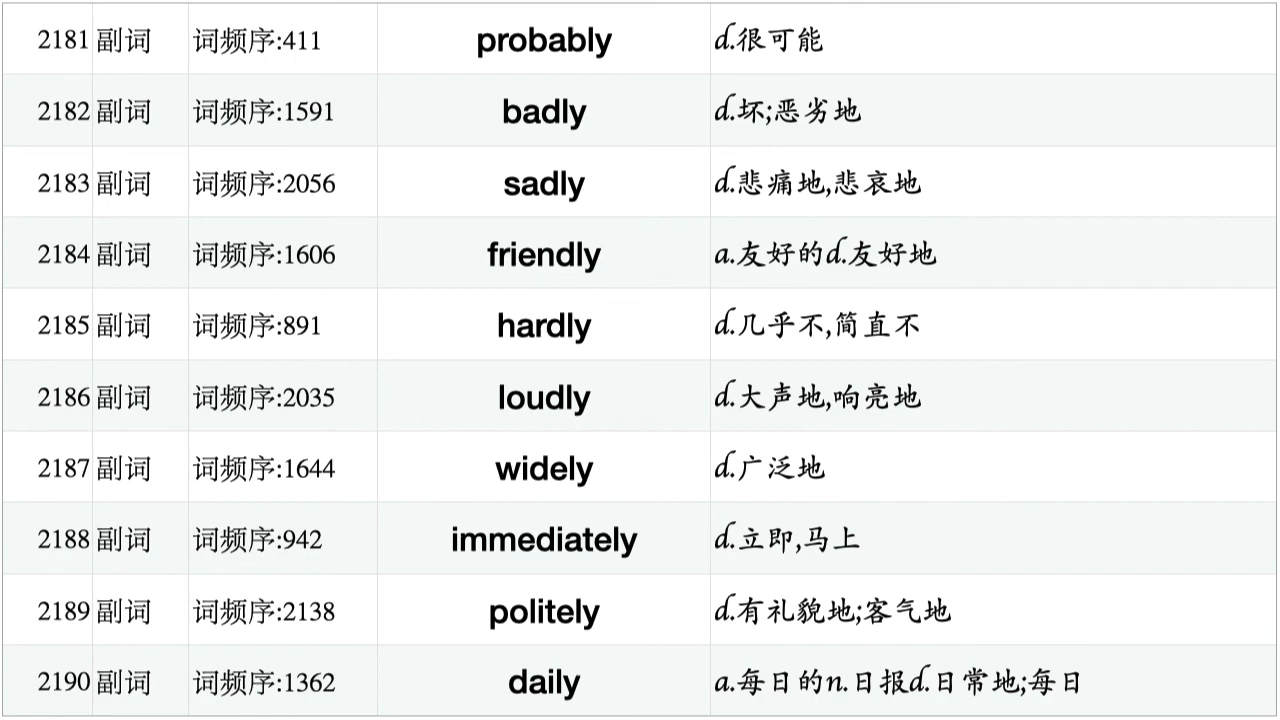 2181 副词 词频序:411 probably d.很可能
2182 副词 词频序:1591 badly d.坏;恶劣地
2183 副词 词频序:2056 sadly d.悲痛地,悲哀地
2184 副词 词频序:1606 friendly a.友好的d.友好地
2185 副词 词频序:891 hardly d.几乎不,简直不
2186 副词 词频序:2035 loudly d.大声地,响亮地
2187 副词 词频序:1644 widely d.广泛地
2188 副词 词频序:942 immediately d.立即,马上
2189 副词 词频序:2138 politely d.有礼貌地;客气地
2190 副词 词频序:1362 daily a.每日的n.日报d.日常地;每日